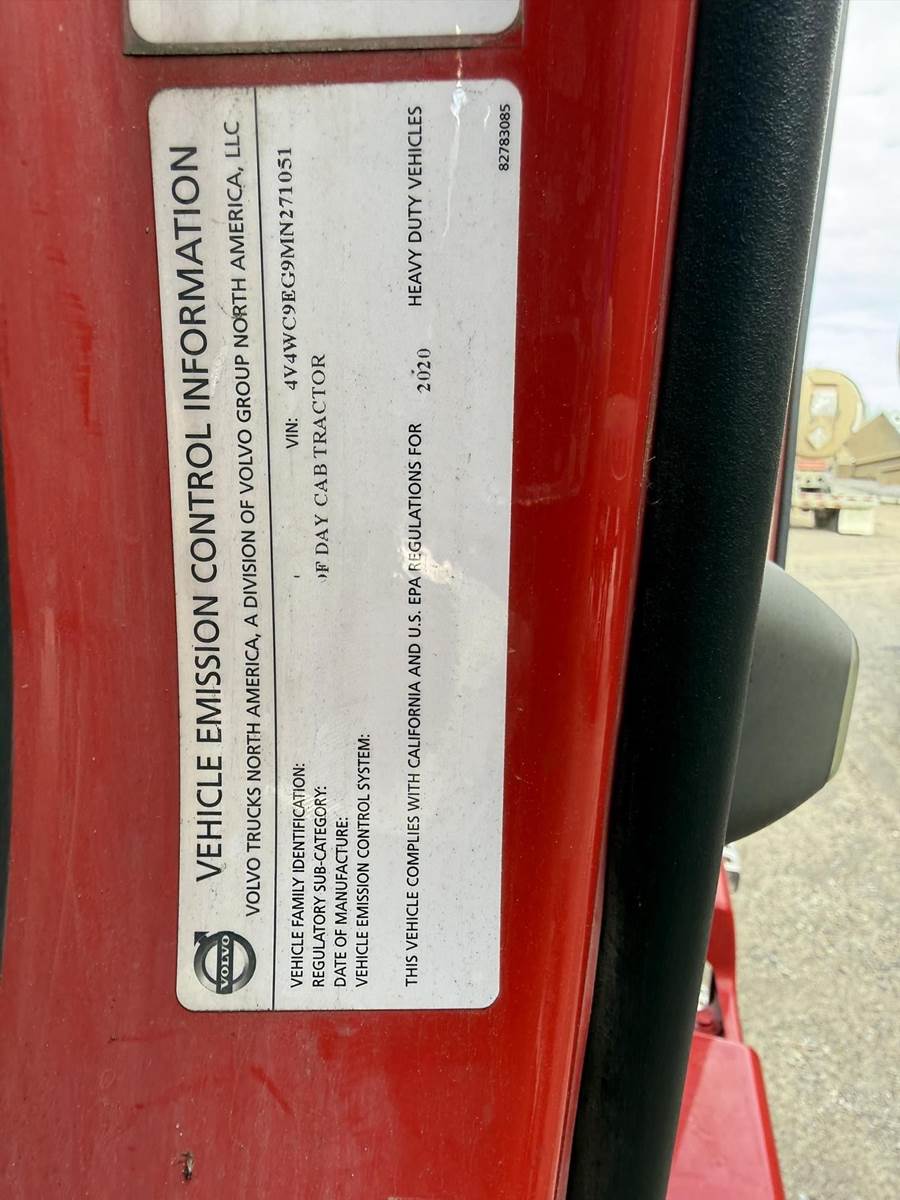 VEHICLE EMISSION CONTROL INFORMATION
VOLVO
VOLVO TRUCKS NORTH AMERICA, A DIVISION OF VOLVO GROUP NORTH AMERICA, LLC
VEHICLE FAMILY IDENTIFICATION: VIN: 4V4WC9EG9MN271051
REGULATORY SUB-CATEGORY: DAY CAB TRACTOR
DATE OF MANUFACTURE:
VEHICLE EMISSION CONTROL SYSTEM:
THIS VEHICLE COMPLIES WITH CALIFORNIA AND U.S. EPA REGULATIONS FOR 2020 HEAVY DUTY VEHICLES
82783085